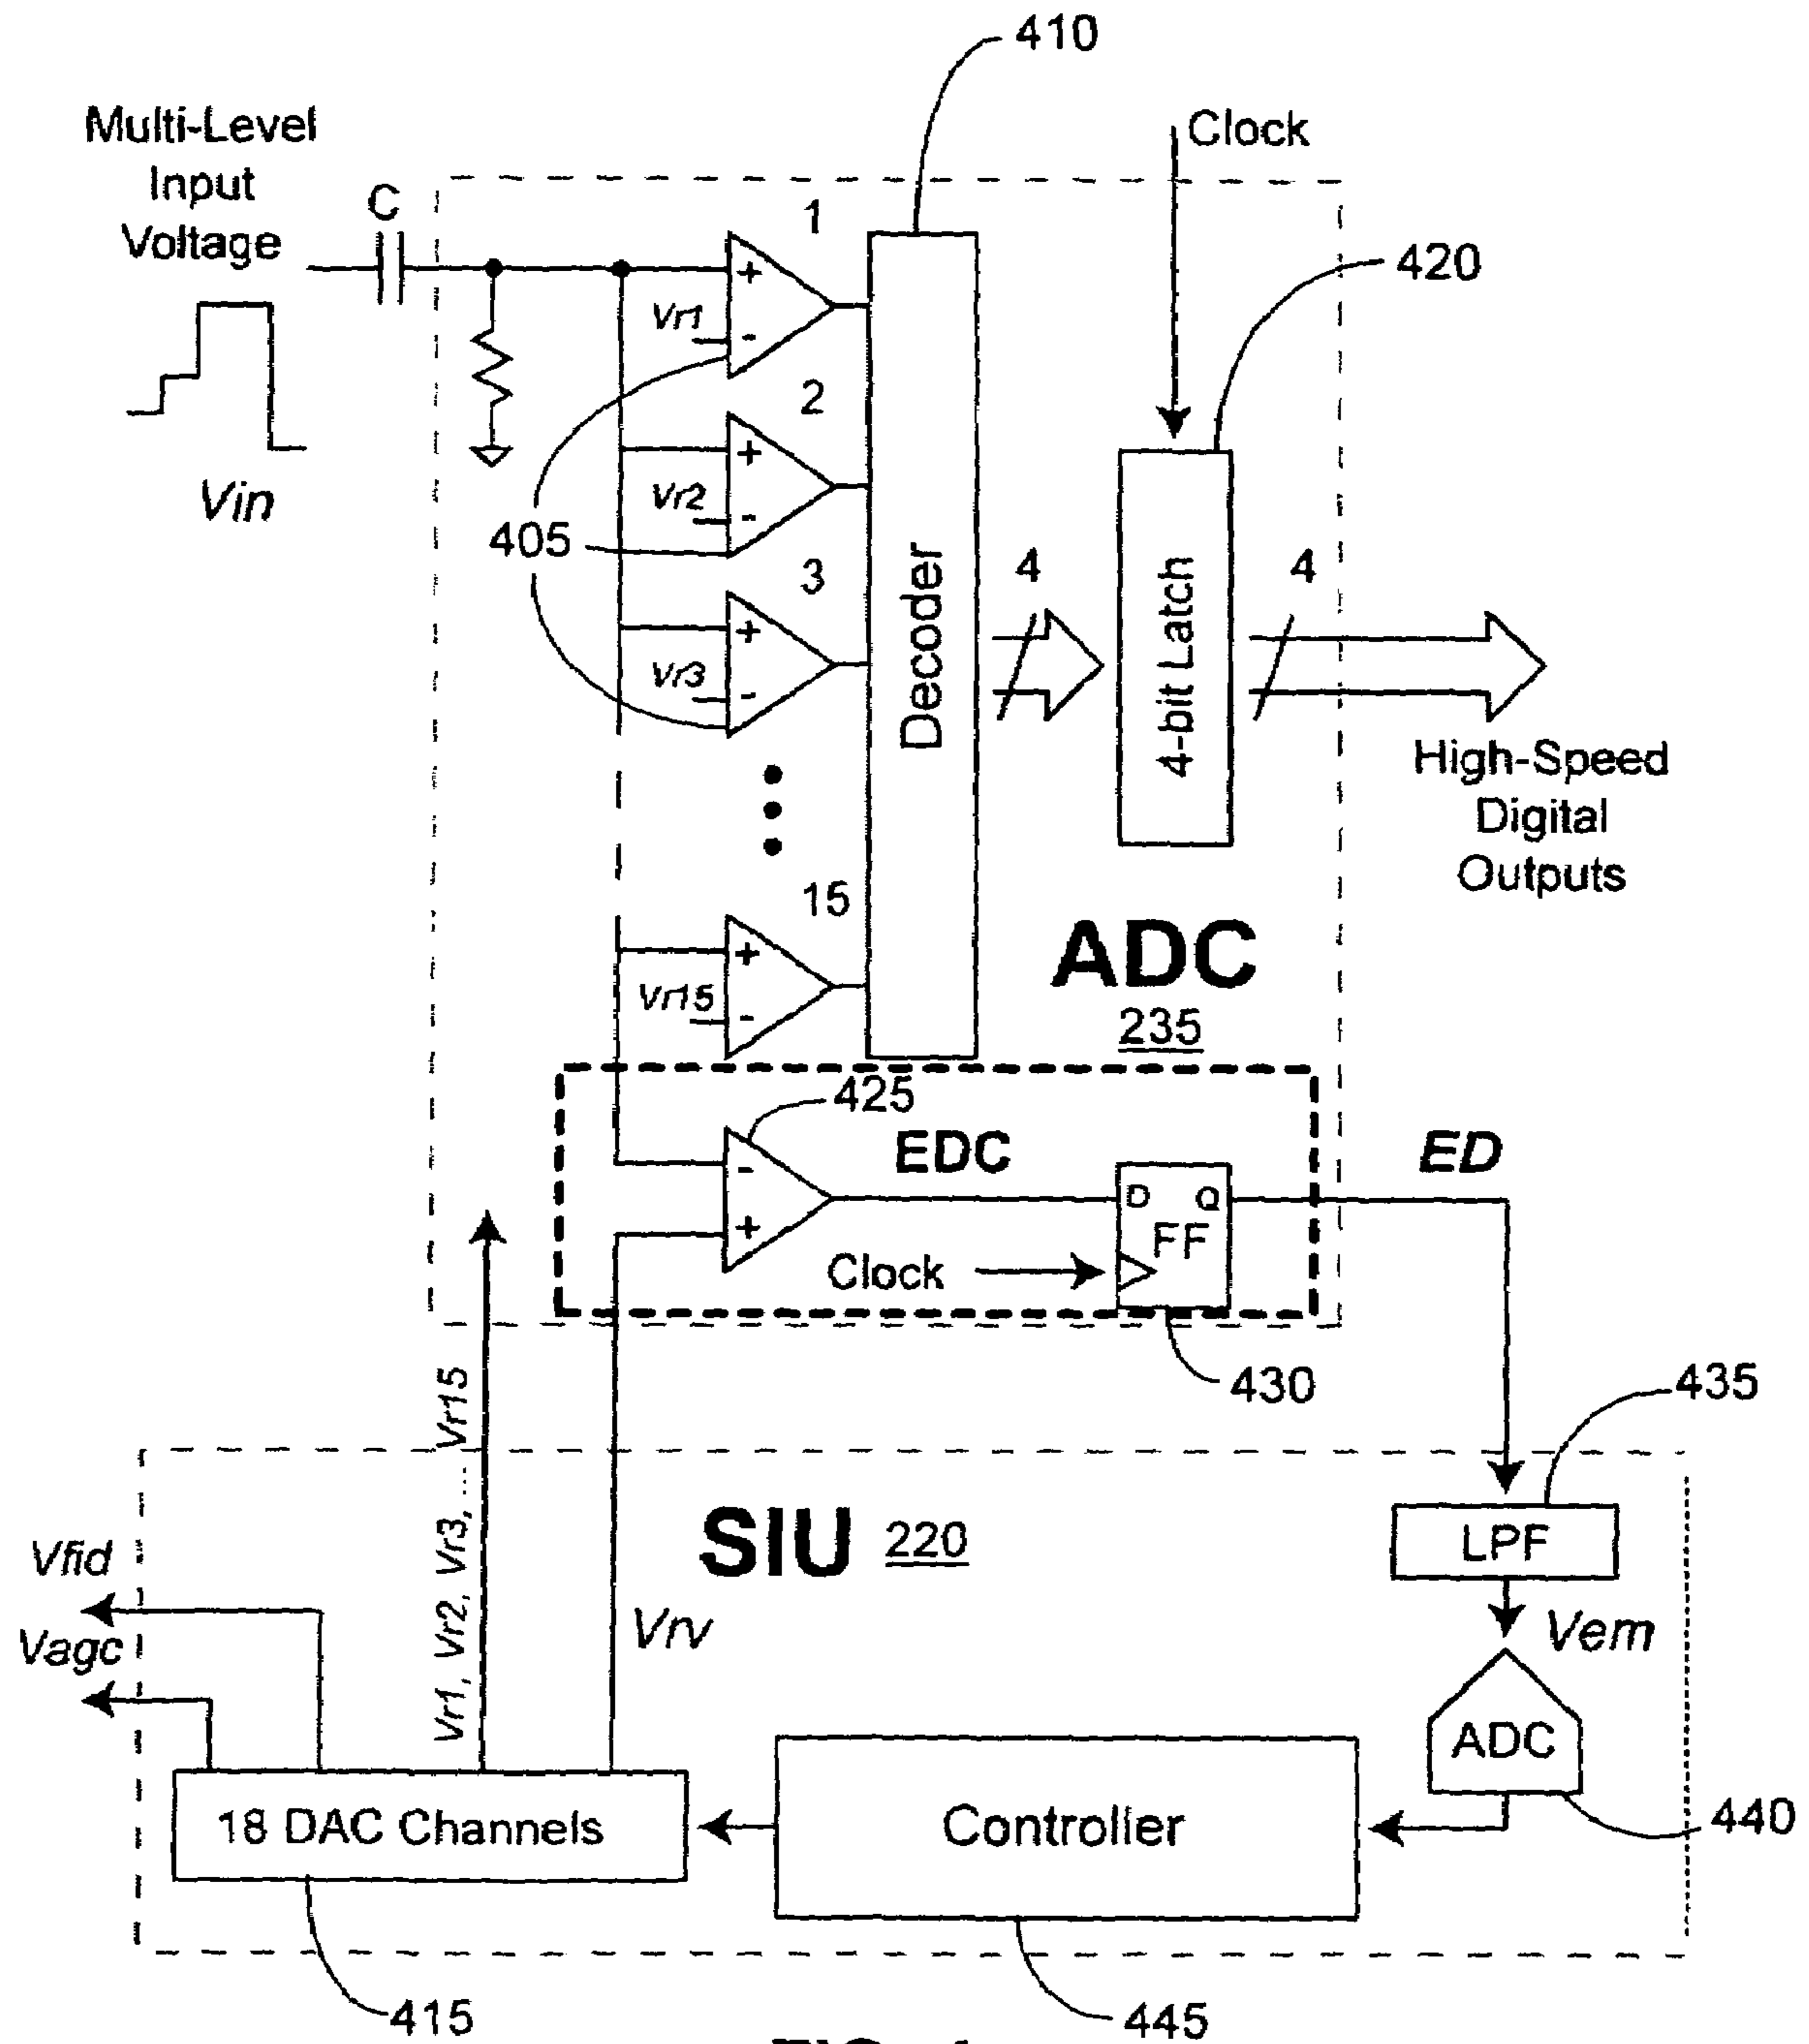 410
Multi-Level
Input
Voltage
C
Clock
1
420
+
Vr1
-
2
+
Vr2
-
Vin
405
3
+
Vr3
-
Decoder
4
4-bit Latch
4
High-Speed
Digital
Outputs
15
+
Vr15
-
ADC
235
425
-
+
EDC
D Q
FF
Clock
ED
430
435
Vr1, Vr2, Vr3, ... Vr15
SIU 220
LPF
Vfid
Vrv
Vem
Vagc
ADC
18 DAC Channels
Controller
440
415
445